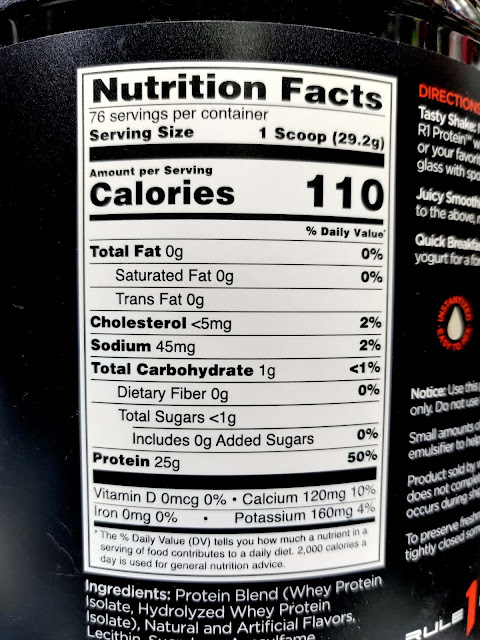 Nutrition Facts
76 servings per container
Serving Size 1 Scoop (29.2g)
Amount per Serving
Calories 110
% Daily Value*
Total Fat 0g 0%
Saturated Fat 0g 0%
Trans Fat 0g
Cholesterol <5mg 2%
Sodium 45mg 2%
Total Carbohydrate 1g <1%
Dietary Fiber 0g 0%
Total Sugars <1g
Includes 0g Added Sugars 0%
Protein 25g 50%
Vitamin D 0mcg 0% • Calcium 120mg 10%
Iron 0mg 0% • Potassium 160mg 4%
*The % Daily Value (DV) tells you how much a nutrient in a
serving of food contributes to a daily diet. 2,000 calories a
day is used for general nutrition advice.
Ingredients: Protein Blend (Whey Protein
Isolate, Hydrolyzed Whey Protein
Isolate), Natural and Artificial Flavors,
Lecithin,
DIRECTIONS
Tasty Shake:
R1 Protein™
or your favorit
glass with spo
Juicy Smooth
to the above,
Quick Breakfa
yogurt for a fo
INSTANTIZED
Notice: Use this
only. Do not use
Small amounts o
emulsifier to help
Product sold by
does not comple
occurs during sh
To preserve fresh
tightly closed som
RULE 1